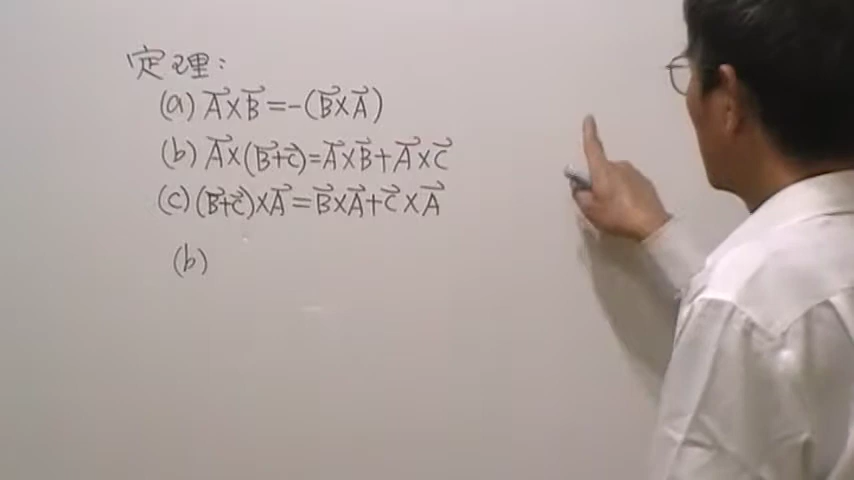 定理:
(a) A⃗×B⃗=-(B⃗×A⃗)
(b) A⃗×(B⃗+C⃗)=A⃗×B⃗+A⃗×C⃗
(c) (B⃗+C⃗)×A⃗=B⃗×A⃗+C⃗×A⃗
(b)